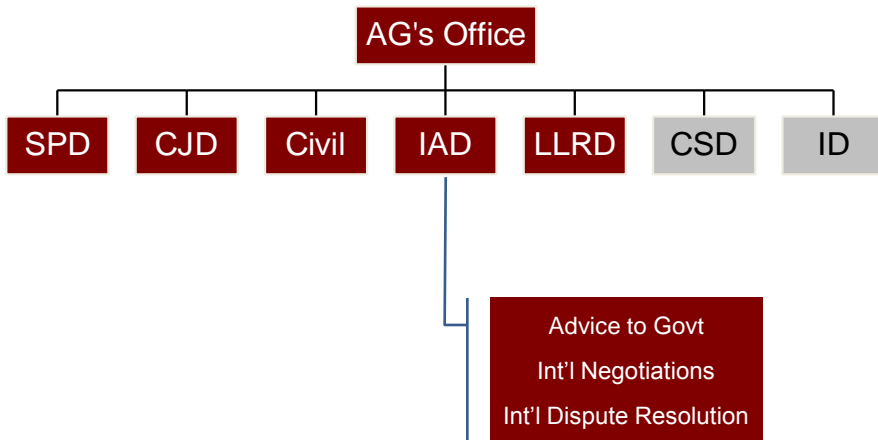 AG's Office
SPD CJD Civil IAD LLRD CSD ID
Advice to Govt
Int'l Negotiations
Int'l Dispute Resolution